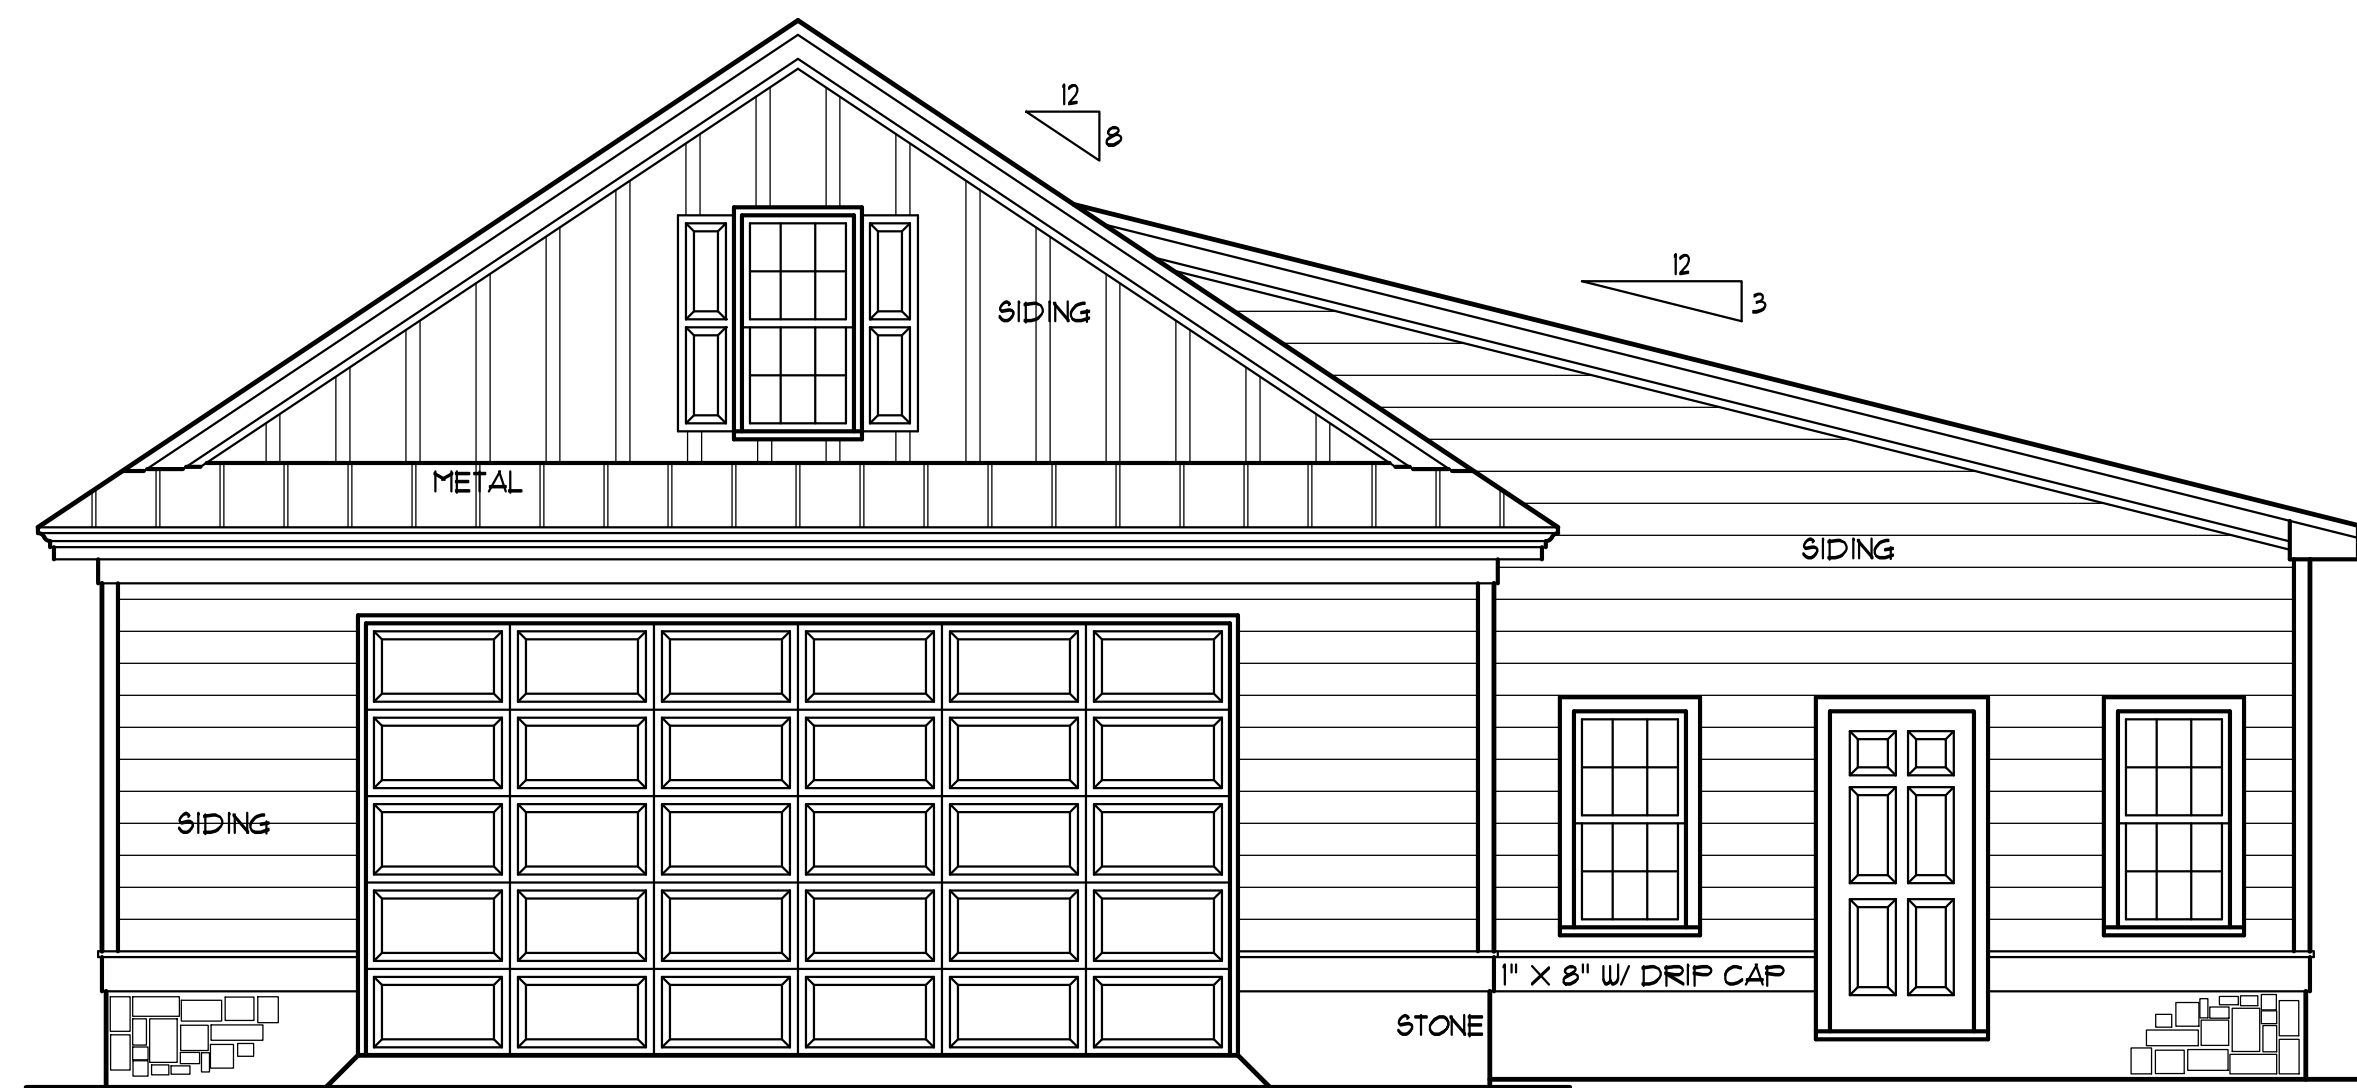 12
8
12
3
SIDING
METAL
SIDING
SIDING
1" X 8" W/ DRIP CAP
STONE